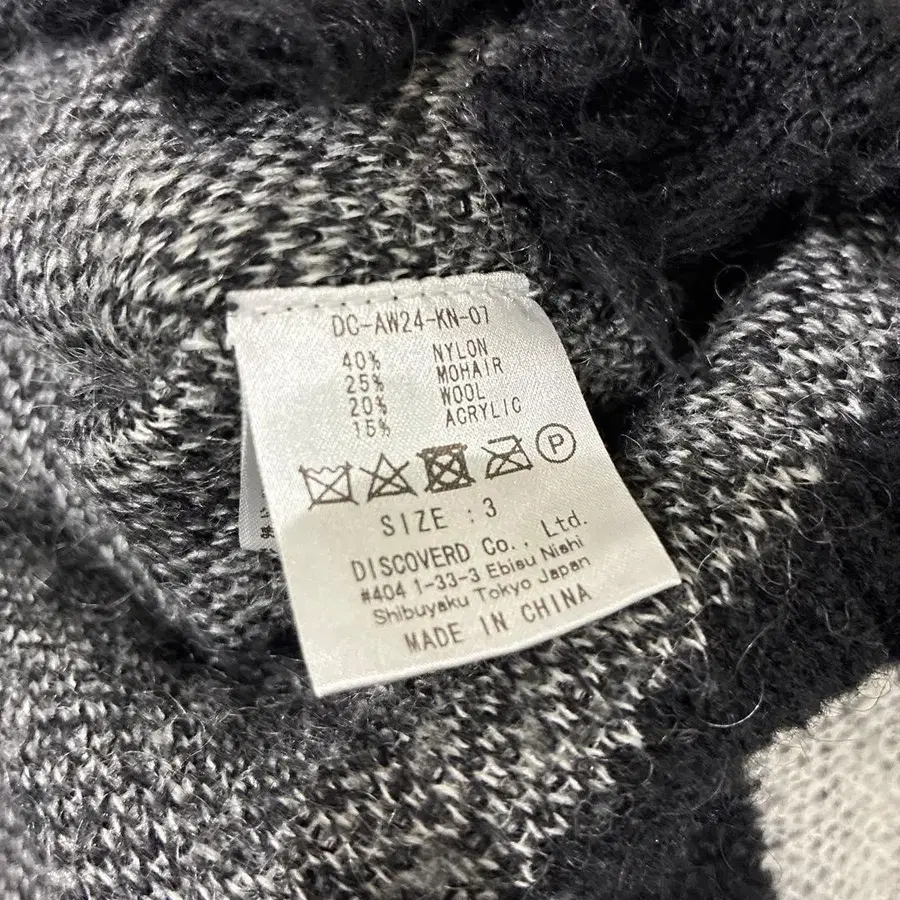 DC-AW24-KN-07
40% NYLON
25% MOHAIR
20% WOOL
15% ACRYLIC
P
SIZE : 3
DISCOVERD Co., Ltd.
#404 1-33-3 Ebisu Nishi
Shibuyaku Tokyo Japan
MADE IN CHINA